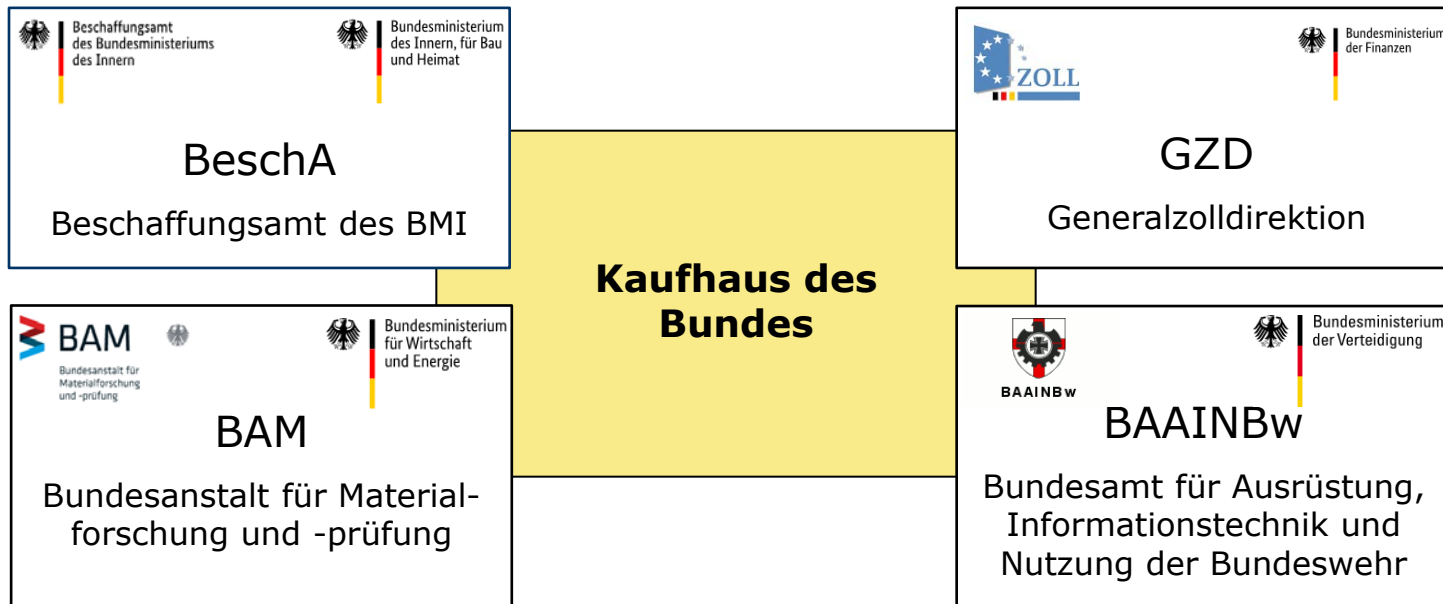 Beschaffungsamt
des Bundesministeriums
des Innern
Bundesministerium
des Innern, für Bau
und Heimat
BeschA
Beschaffungsamt des BMI
ZOLL
Bundesministerium
der Finanzen
GZD
Generalzolldirektion
Kaufhaus des
Bundes
BAM
Bundesanstalt für
Materialforschung
und -prüfung
Bundesministerium
für Wirtschaft
und Energie
BAM
Bundesanstalt für Material-
forschung und -prüfung
BAAINBw
Bundesministerium
der Verteidigung
BAAINBw
Bundesamt für Ausrüstung,
Informationstechnik und
Nutzung der Bundeswehr